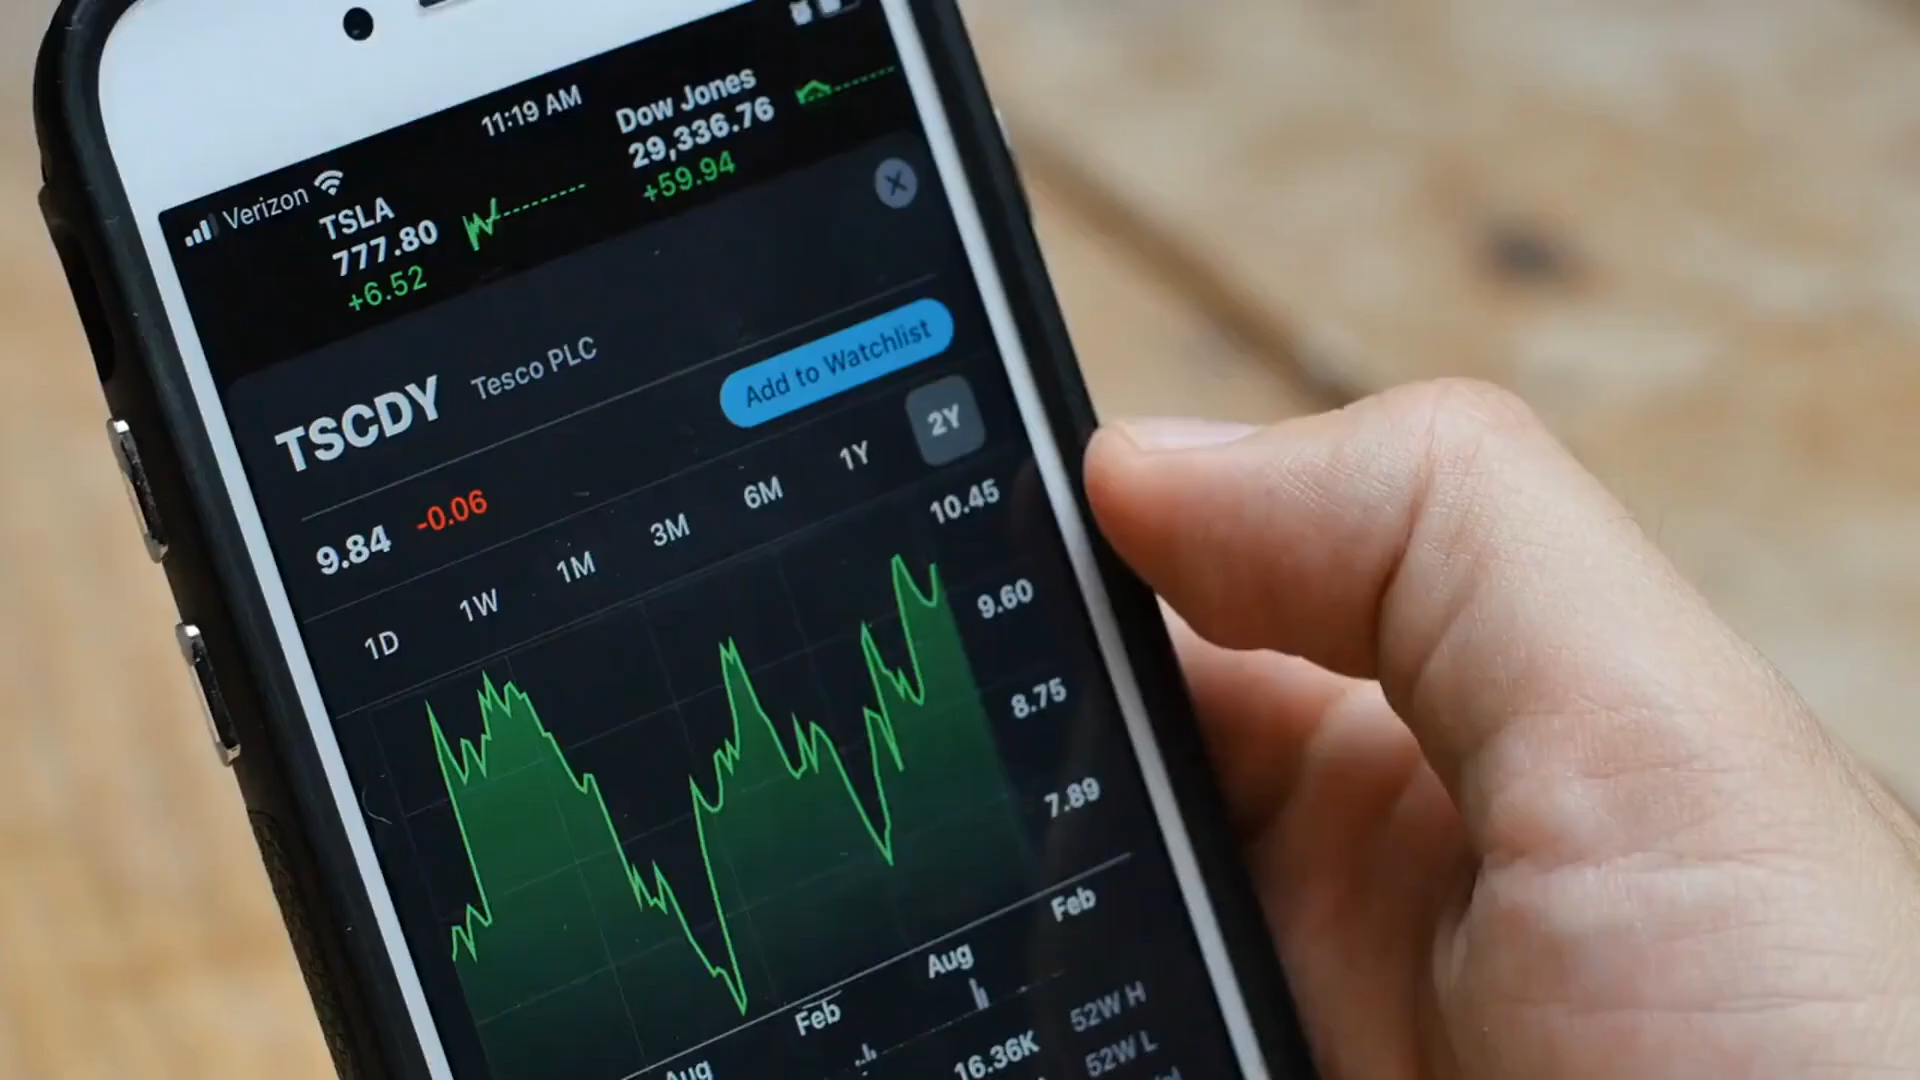 Verizon 11:19 AM
TSLA
777.80
+6.52
Dow Jones
29,336.76
+59.94
TSCDY Tesco PLC
Add to Watchlist
9.84 -0.06
1D 1W 1M 3M 6M 1Y 2Y
10.45
9.60
8.75
7.89
Aug Feb Aug Feb
16.36K 52W H
52W L